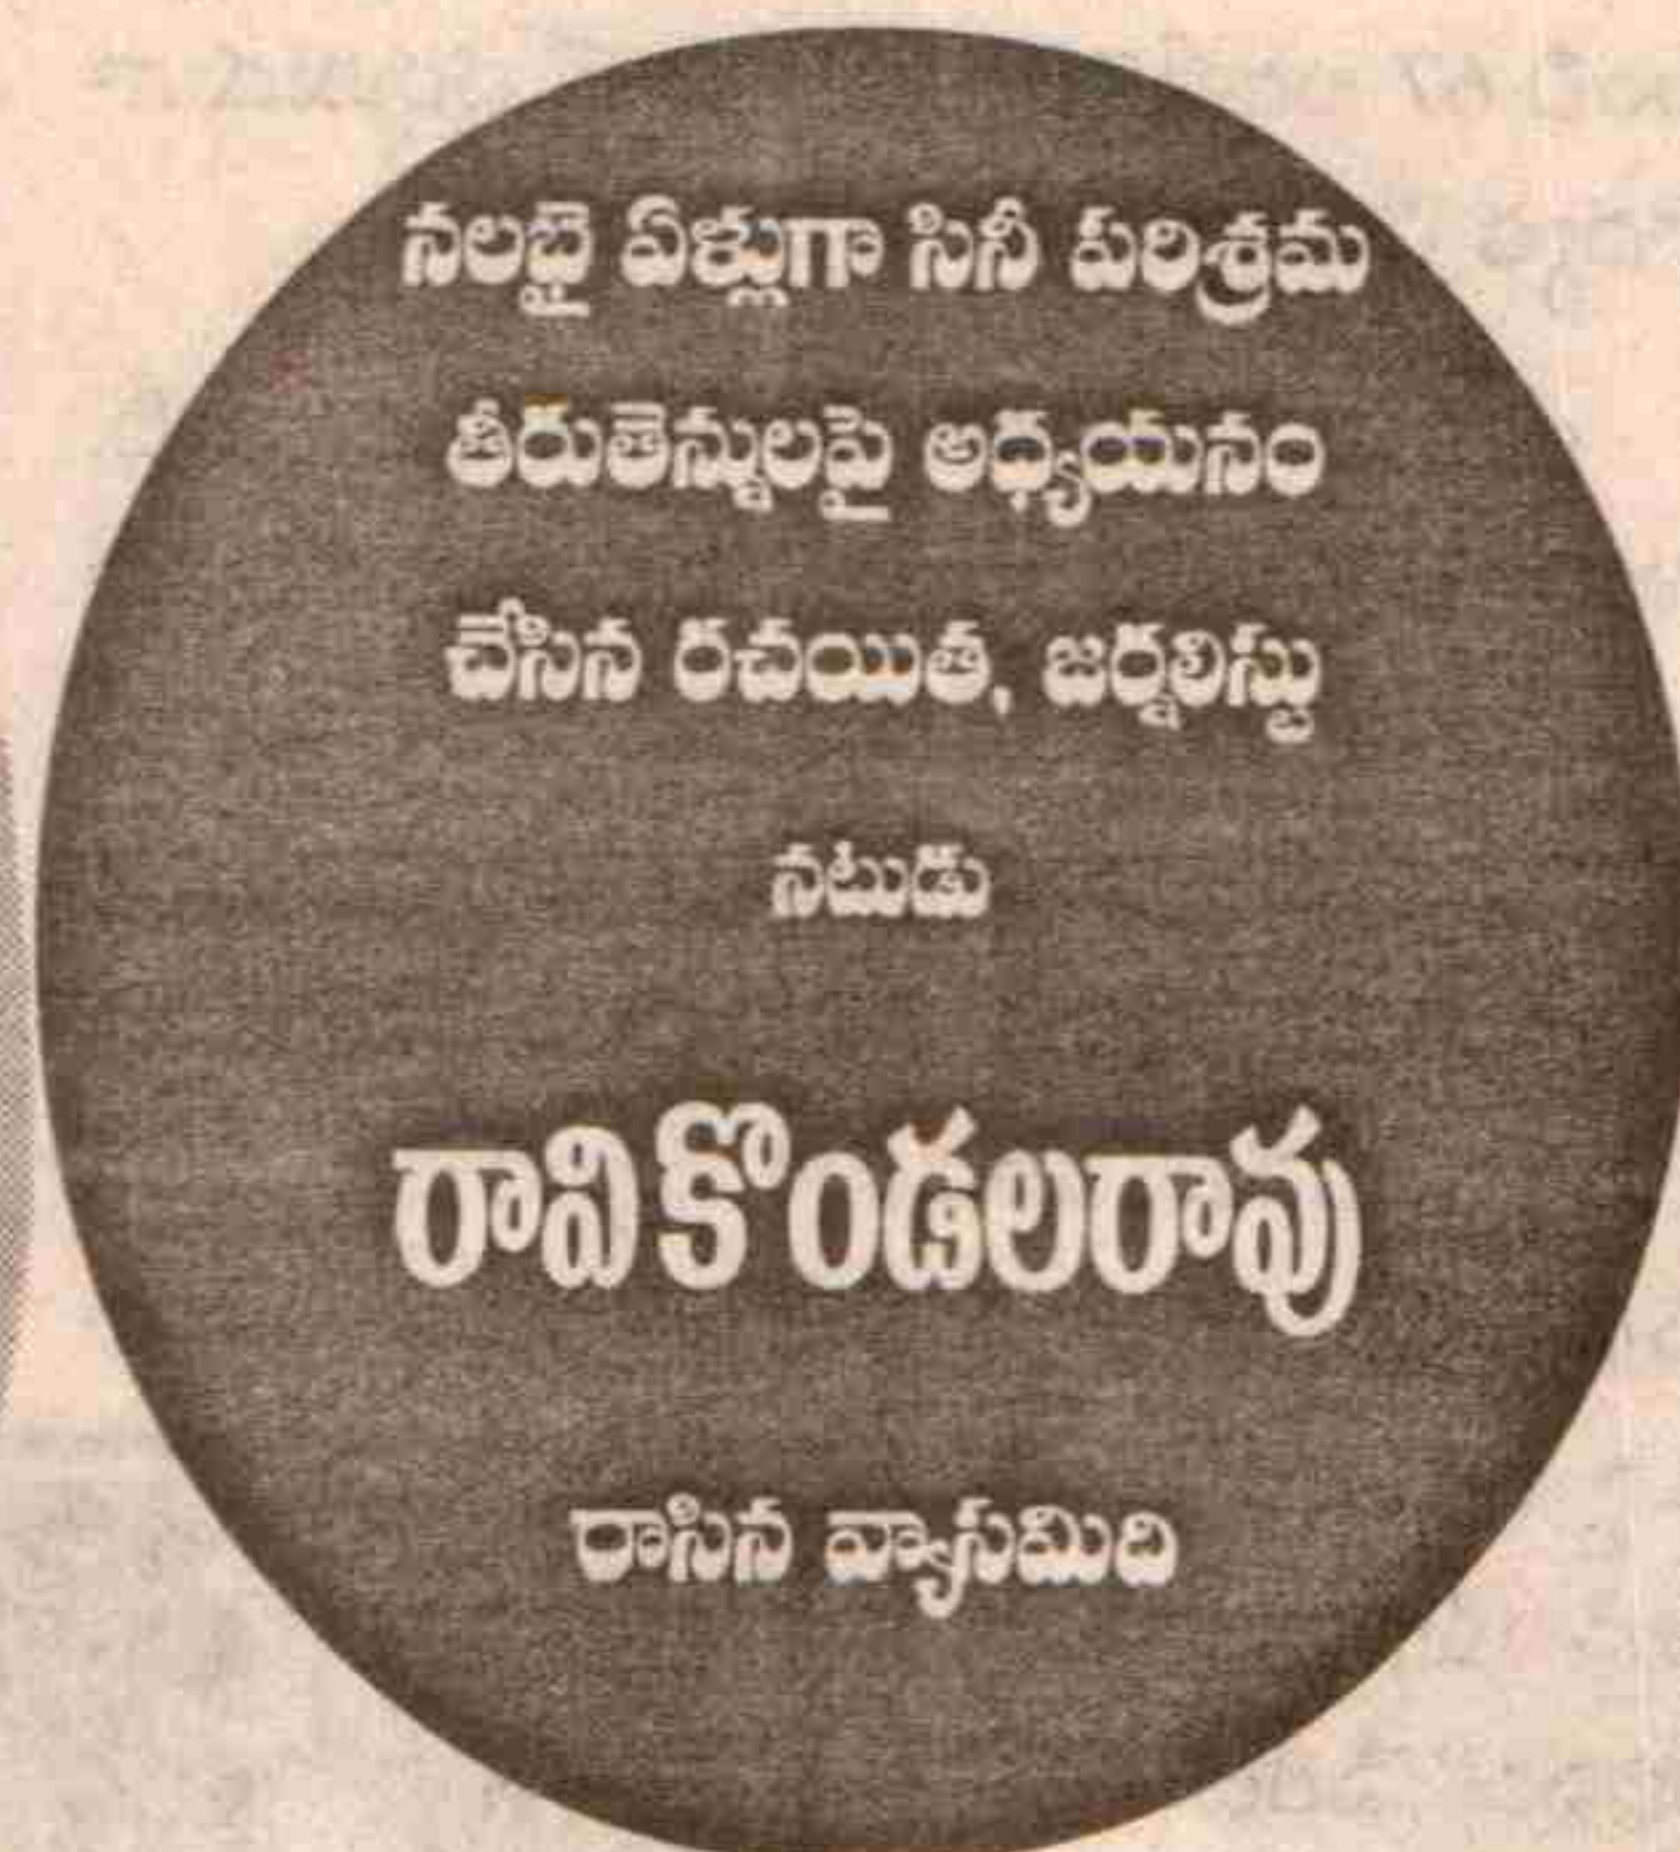 నలభై ఏళ్లుగా సినీ పరిశ్రమ
తీరుతెన్నులపై అధ్యయనం
చేసిన రచయిత, జర్నలిస్టు
నటుడు
రావికొండలరావు
రాసిన వ్యాసమిది